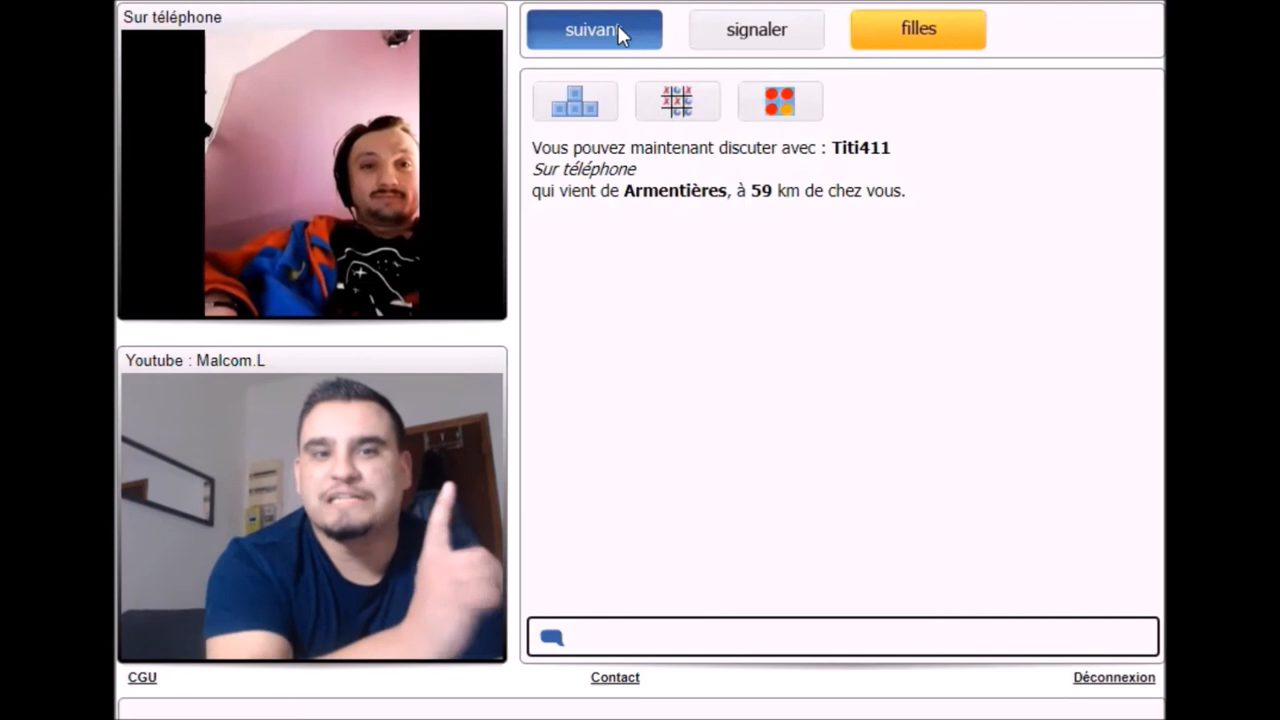 Sur téléphone
suivant
signaler
filles
Vous pouvez maintenant discuter avec : Titi411
Sur téléphone
qui vient de Armentières, à 59 km de chez vous.
Youtube : Malcom.L
CGU
Contact
Déconnexion